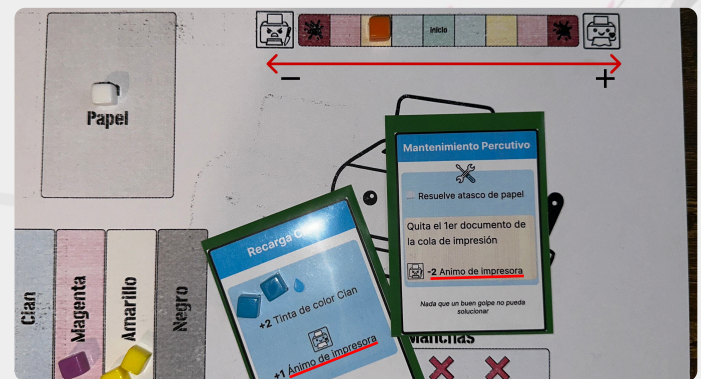 Inicio
Papel
Mantenimiento Percutivo
Resuelve atasco de papel
Quita el 1er documento de
la cola de impresión
-2 Animo de impresora
Nada que un buen golpe no pueda
solucionar
Recarga
+2 Tinta de color Cian
+1 Ánimo de impresora
Cian
Magenta
Amarillo
Negro
Manchas